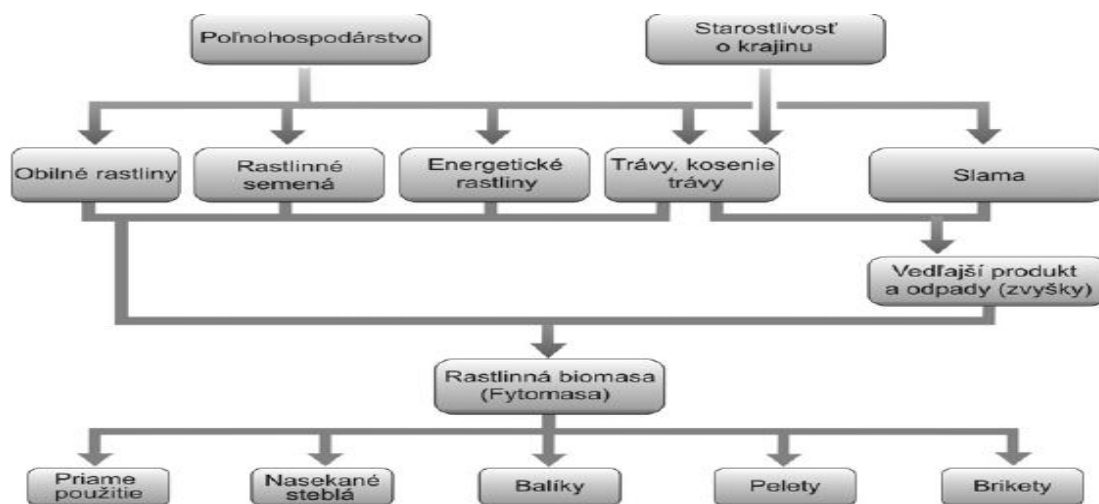 Poľnohospodárstvo
Starostlivosť
o krajinu
Obilné rastliny
Rastlinné
semená
Energetické
rastliny
Trávy, kosenie
trávy
Slama
Vedľajší produkt
a odpady (zvyšky)
Rastlinná biomasa
(Fytomasa)
Priame
použitie
Nasekané
steblá
Balíky
Pelety
Brikety